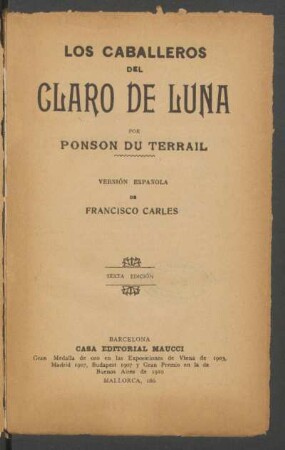 LOS CABALLEROS
DEL
CLARO DE LUNA
POR
PONSON DU TERRAIL
VERSIÓN ESPAÑOLA
DE
FRANCISCO CARLES
SEXTA EDICIÓN
BARCELONA
CASA EDITORIAL MAUCCI
Gran Medalla de oro en las Exposiciones de Viena de 1903,
Madrid 1907, Budapest 1907 y Gran Premio en la de
Buenos Aires de 1910
MALLORCA, 166